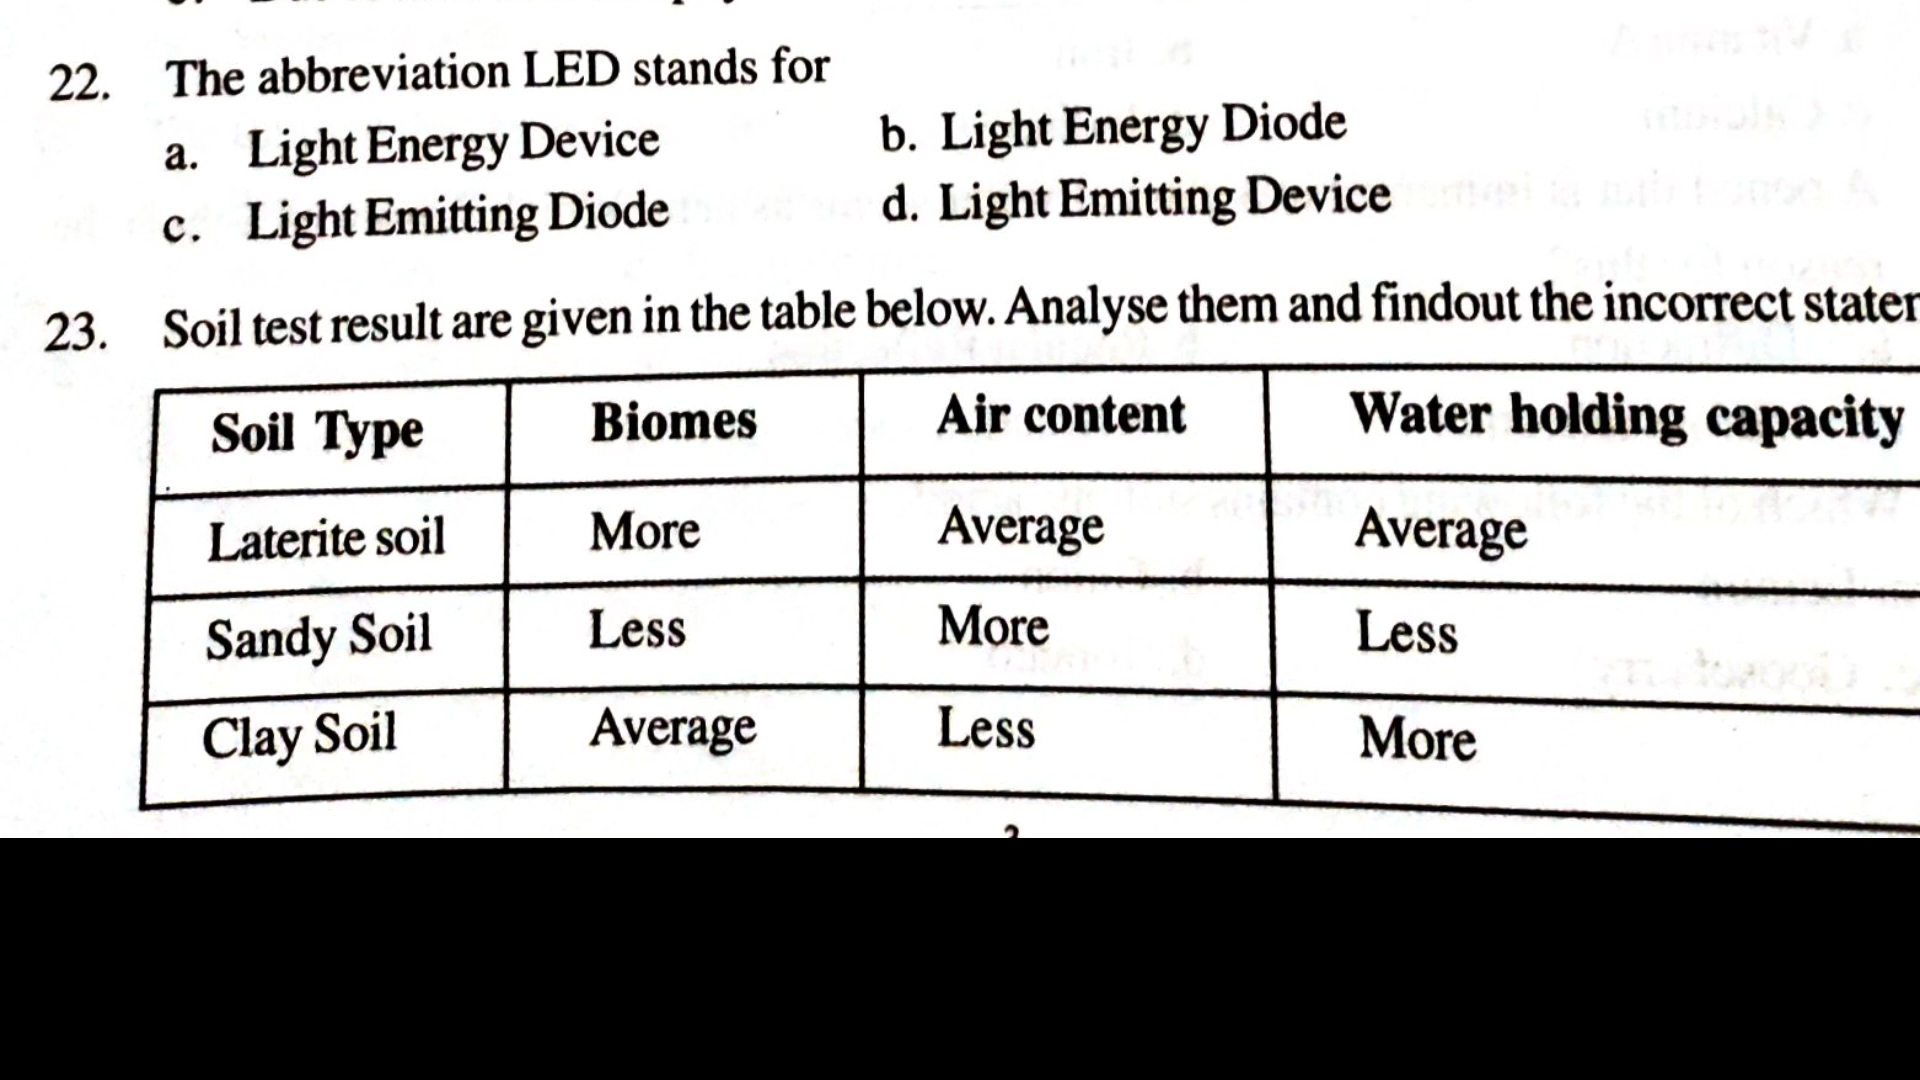 22. The abbreviation LED stands for
a. Light Energy Device b. Light Energy Diode
c. Light Emitting Diode d. Light Emitting Device
23. Soil test result are given in the table below. Analyse them and findout the incorrect
Soil Type Biomes Air content Water holding capacity
Laterite soil More Average Average
Sandy Soil Less More Less
Clay Soil Average Less More